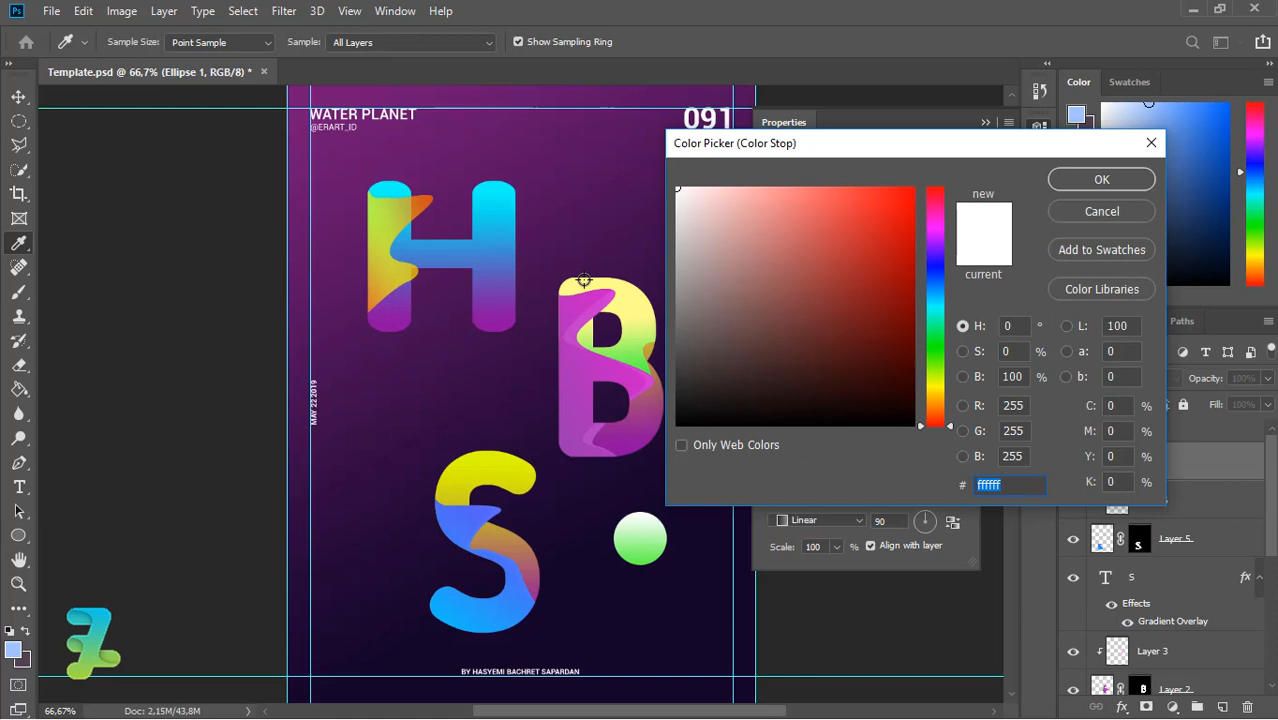 Ps File Edit Image Layer Type Select Filter 3D View Window Help
Sample Size: Point Sample Sample: All Layers Show Sampling Ring
Template.psd @ 66,7% (Ellipse 1, RGB/8) * ×
Color Swatches
WATER PLANET
@ERART_ID
091
Properties
Color Picker (Color Stop)
OK
new
Cancel
Add to Swatches
current
Color Libraries
H: 0 ° L: 100
S: 0 % a: 0
B: 100 % b: 0
R: 255 C: 0 %
G: 255 M: 0 %
B: 255 Y: 0 %
# ffffff K: 0 %
Only Web Colors
Paths
Opacity: 100%
Fill: 100%
H
B
S
MAY 22 2019
Linear 90
Scale: 100 % Align with layer
Layer 5
T S fx
Effects
Gradient Overlay
Layer 3
Layer 2
BY HASYEMI BACHRET SAPARDAN
66,67% Doc: 2,15M/43,8M